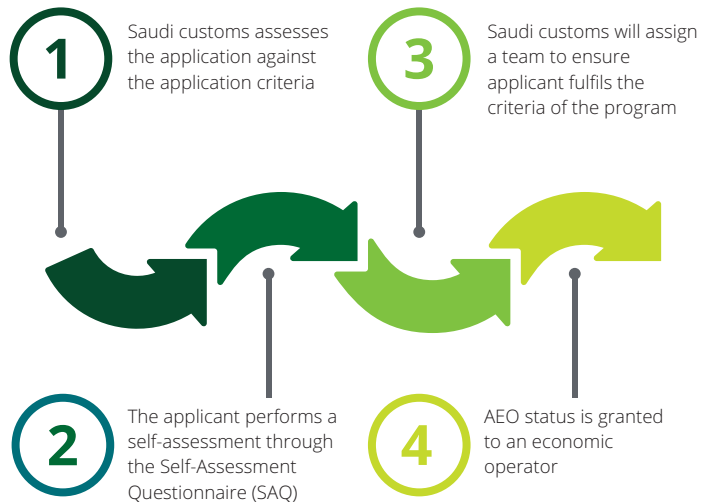 1
Saudi customs assesses
the application against
the application criteria
2
The applicant performs a
self-assessment through
the Self-Assessment
Questionnaire (SAQ)
3
Saudi customs will assign
a team to ensure
applicant fulfils the
criteria of the program
4
AEO status is granted
to an economic
operator